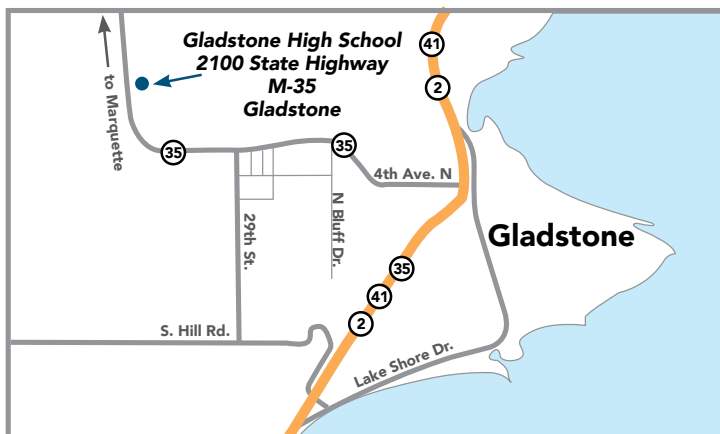 to Marquette
Gladstone High School
2100 State Highway
M-35
Gladstone
41
2
35
35
4th Ave. N
29th St.
N Bluff Dr.
Gladstone
35
41
2
S. Hill Rd.
Lake Shore Dr.